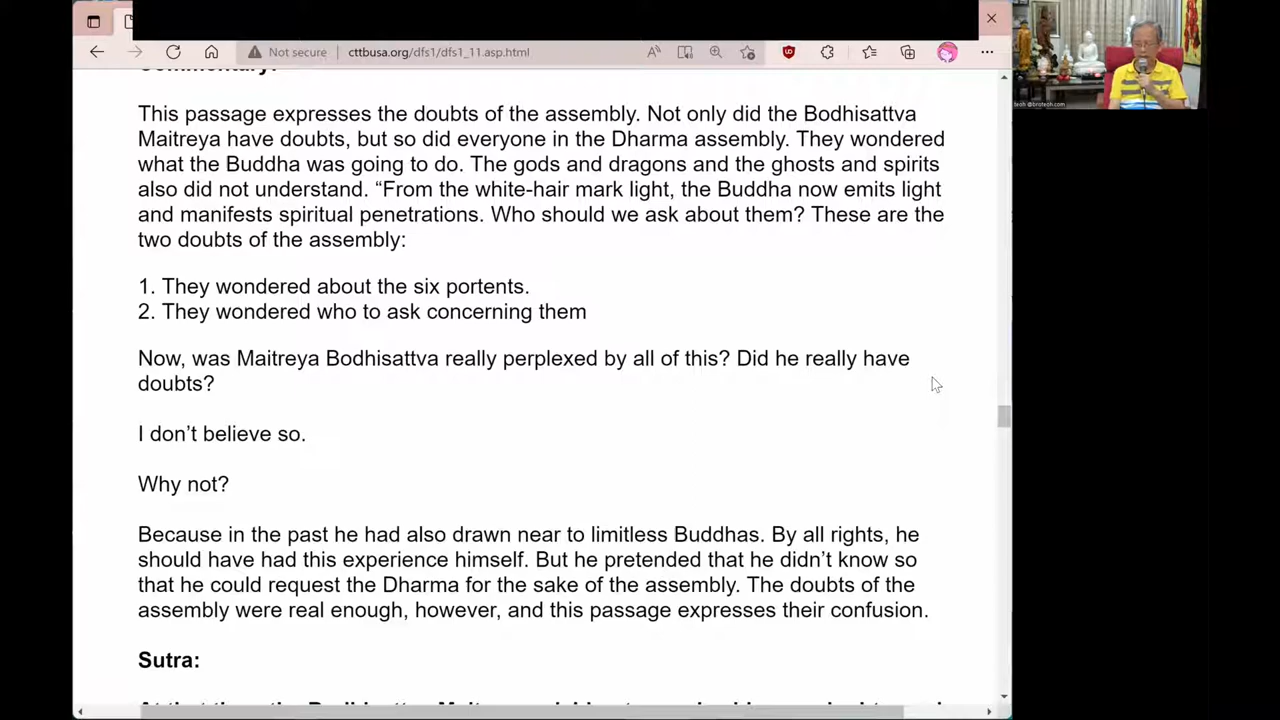 Not secure
cttbusa.org/dfs1/dfs1_11.asp.html
Commentary:
This passage expresses the doubts of the assembly. Not only did the Bodhisattva
Maitreya have doubts, but so did everyone in the Dharma assembly. They wondered
what the Buddha was going to do. The gods and dragons and the ghosts and spirits
also did not understand. “From the white-hair mark light, the Buddha now emits light
and manifests spiritual penetrations. Who should we ask about them? These are the
two doubts of the assembly:
1. They wondered about the six portents.
2. They wondered who to ask concerning them
Now, was Maitreya Bodhisattva really perplexed by all of this? Did he really have
doubts?
I don’t believe so.
Why not?
Because in the past he had also drawn near to limitless Buddhas. By all rights, he
should have had this experience himself. But he pretended that he didn’t know so
that he could request the Dharma for the sake of the assembly. The doubts of the
assembly were real enough, however, and this passage expresses their confusion.
Sutra: